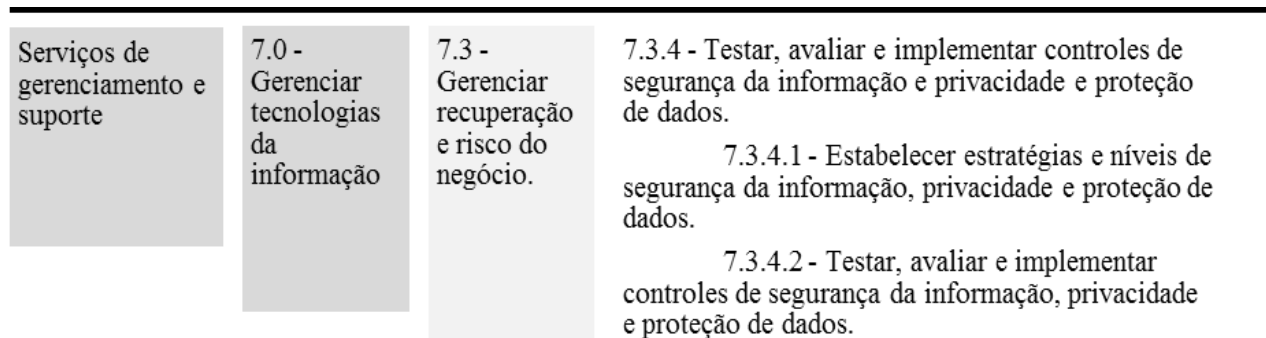 Serviços de
gerenciamento e
suporte
7.0 -
Gerenciar
tecnologias
da
informação
7.3 -
Gerenciar
recuperação
e risco do
negócio.
7.3.4 - Testar, avaliar e implementar controles de
segurança da informação e privacidade e proteção
de dados.
7.3.4.1 - Estabelecer estratégias e níveis de
segurança da informação, privacidade e proteção de
dados.
7.3.4.2 - Testar, avaliar e implementar
controles de segurança da informação, privacidade
e proteção de dados.